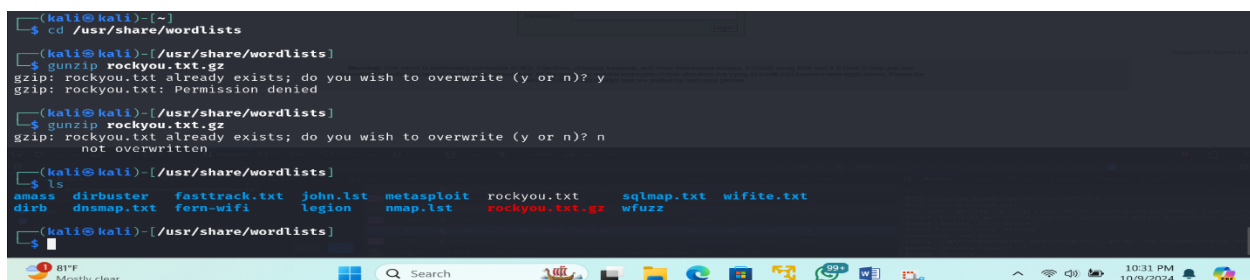 ┌──(kali㉿kali)-[~]
└─$ cd /usr/share/wordlists
┌──(kali㉿kali)-[/usr/share/wordlists]
└─$ gunzip rockyou.txt.gz
gzip: rockyou.txt already exists; do you wish to overwrite (y or n)? y
gzip: rockyou.txt: Permission denied
┌──(kali㉿kali)-[/usr/share/wordlists]
└─$ gunzip rockyou.txt.gz
gzip: rockyou.txt already exists; do you wish to overwrite (y or n)? n
not overwritten
┌──(kali㉿kali)-[/usr/share/wordlists]
└─$ ls
amass dirbuster fasttrack.txt john.lst metasploit rockyou.txt sqlmap.txt wifite.txt
dirb dnsmap.txt fern-wifi legion nmap.lst rockyou.txt.gz wfuzz
┌──(kali㉿kali)-[/usr/share/wordlists]
└─$
1 81°F Search 99+ 10:31 PM
Mostly clear 10/9/2024